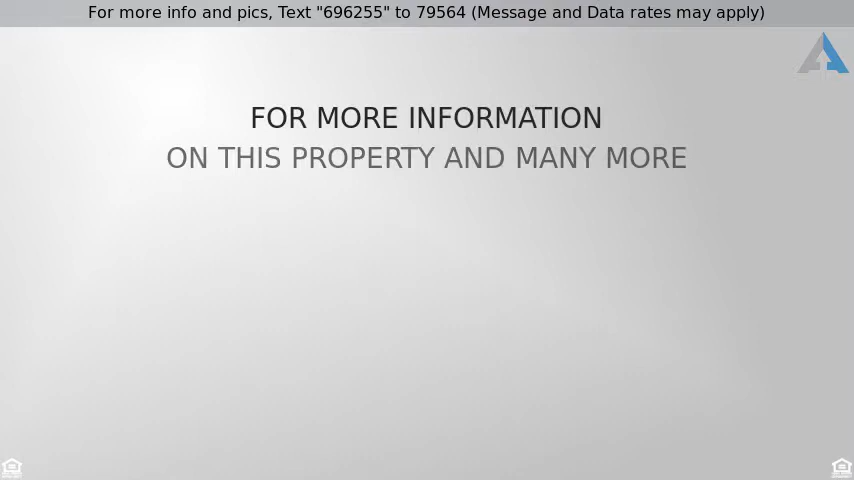 For more info and pics, Text "696255" to 79564 (Message and Data rates may apply)
FOR MORE INFORMATION
ON THIS PROPERTY AND MANY MORE